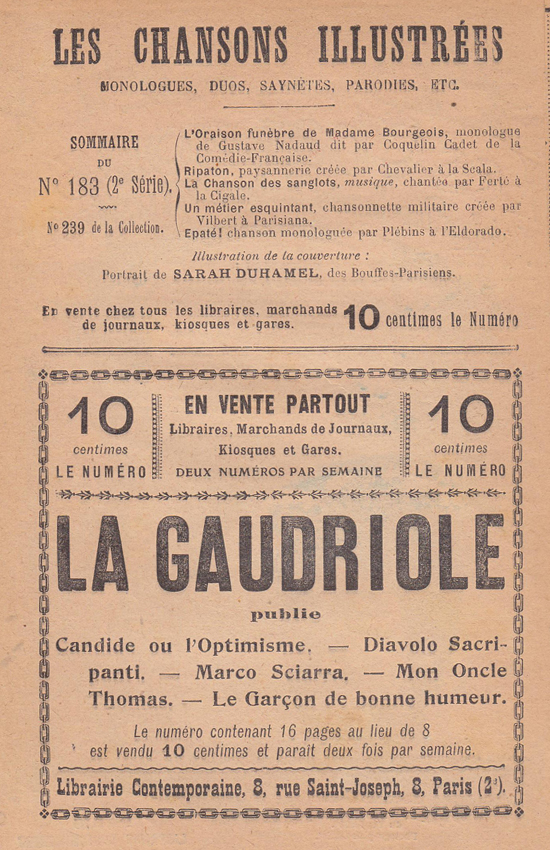 LES CHANSONS ILLUSTRÉES
MONOLOGUES, DUOS, SAYNÈTES, PARODIES, ETC.
SOMMAIRE
DU
N° 183 (2e Série).
N° 239 de la Collection.
L'Oraison funèbre de Madame Bourgeois, monologue
de Gustave Nadaud dit par Coquelin Cadet de la
Comédie-Française.
Ripaton, paysannerie créée par Chevalier à la Scala.
La Chanson des sanglots, musique, chantée par Ferté à
la Cigale.
Un métier esquintant, chansonnette militaire créée par
Vilbert à Parisiana.
Epaté! chanson monologuée par Plébins à l'Eldorado.
Illustration de la couverture :
Portrait de SARAH DUHAMEL, des Bouffes-Parisiens.
En vente chez tous les libraires, marchands
de journaux, kiosques et gares.
10 centimes le Numéro
10
centimes
LE NUMÉRO
EN VENTE PARTOUT
Libraires, Marchands de Journaux,
Kiosques et Gares.
DEUX NUMÉROS PAR SEMAINE
10
centimes
LE NUMÉRO
LA GAUDRIOLE
publie
Candide ou l'Optimisme. — Diavolo Sacri-
panti. — Marco Sciarra. — Mon Oncle
Thomas. — Le Garçon de bonne humeur.
Le numéro contenant 16 pages au lieu de 8
est vendu 10 centimes et parait deux fois par semaine.
Librairie Contemporaine, 8, rue Saint-Joseph, 8, Paris (2e).